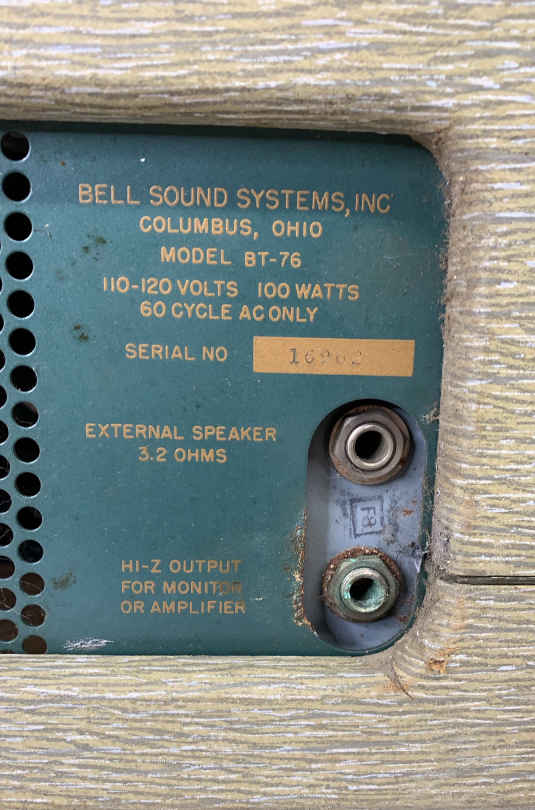 BELL SOUND SYSTEMS, INC
COLUMBUS, OHIO
MODEL BT-76
110-120 VOLTS 100 WATTS
60 CYCLE AC ONLY
SERIAL NO
EXTERNAL SPEAKER
3.2 OHMS
HI-Z OUTPUT
FOR MONITOR
OR AMPLIFIER